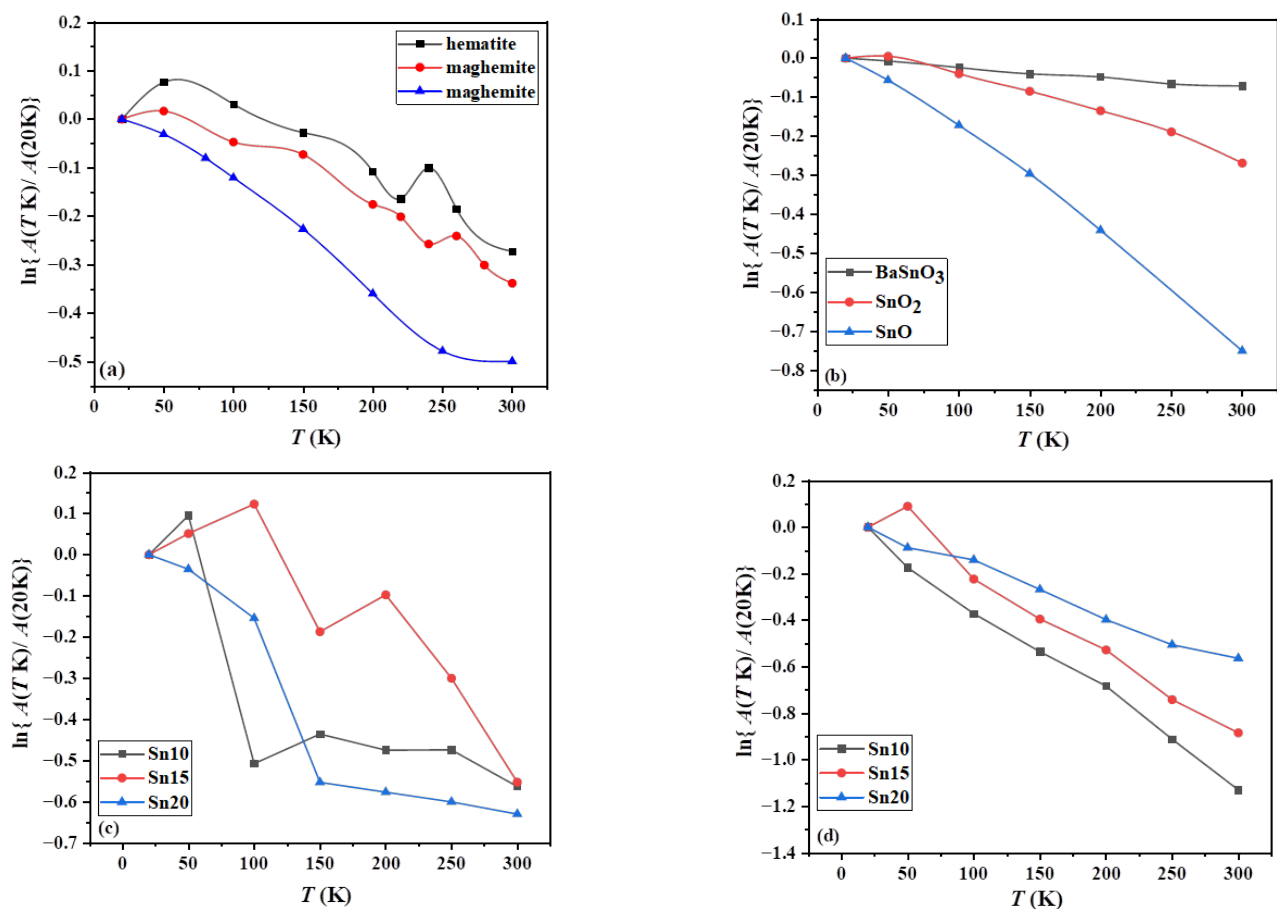 0.2
0.1
0.0
−0.1
−0.2
−0.3
−0.4
−0.5
ln{ A(T K)/ A(20K)}
hematite
maghemite
maghemite
(a)
0 50 100 150 200 250 300
T (K)
0.1
0.0
−0.1
−0.2
−0.3
−0.4
−0.5
−0.6
−0.7
−0.8
ln{ A(T K)/ A(20K)}
BaSnO3
SnO2
SnO
(b)
0 50 100 150 200 250 300
T (K)
0.2
0.1
0.0
−0.1
−0.2
−0.3
−0.4
−0.5
−0.6
−0.7
ln{ A(T K)/ A(20K)}
Sn10
Sn15
Sn20
(c)
0 50 100 150 200 250 300
T (K)
0.2
0.0
−0.2
−0.4
−0.6
−0.8
−1.0
−1.2
−1.4
ln{ A(T K)/ A(20K)}
Sn10
Sn15
Sn20
(d)
0 50 100 150 200 250 300
T (K)